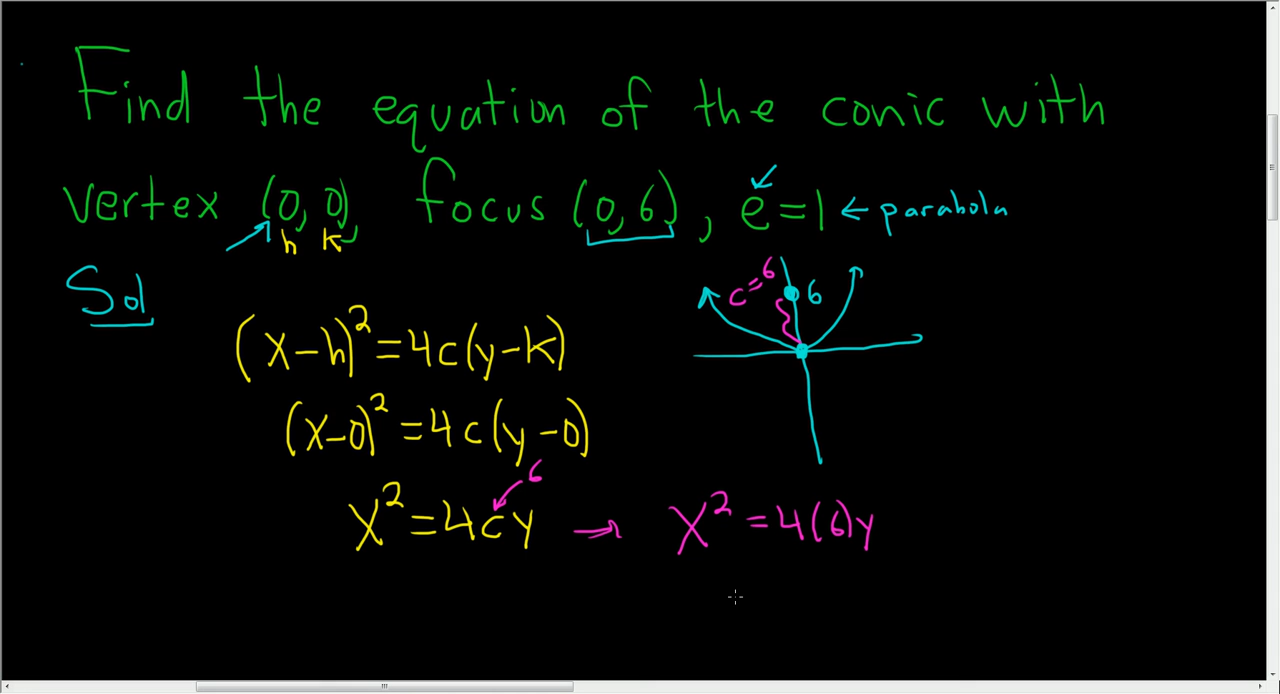 Find the equation of the conic with
vertex (0, 0), focus (0, 6), e = 1 ← parabola
h k
Sol
c = 6
6
(x - h)² = 4c(y - k)
(x - 0)² = 4c(y - 0)
6
x² = 4cy → x² = 4(6)y